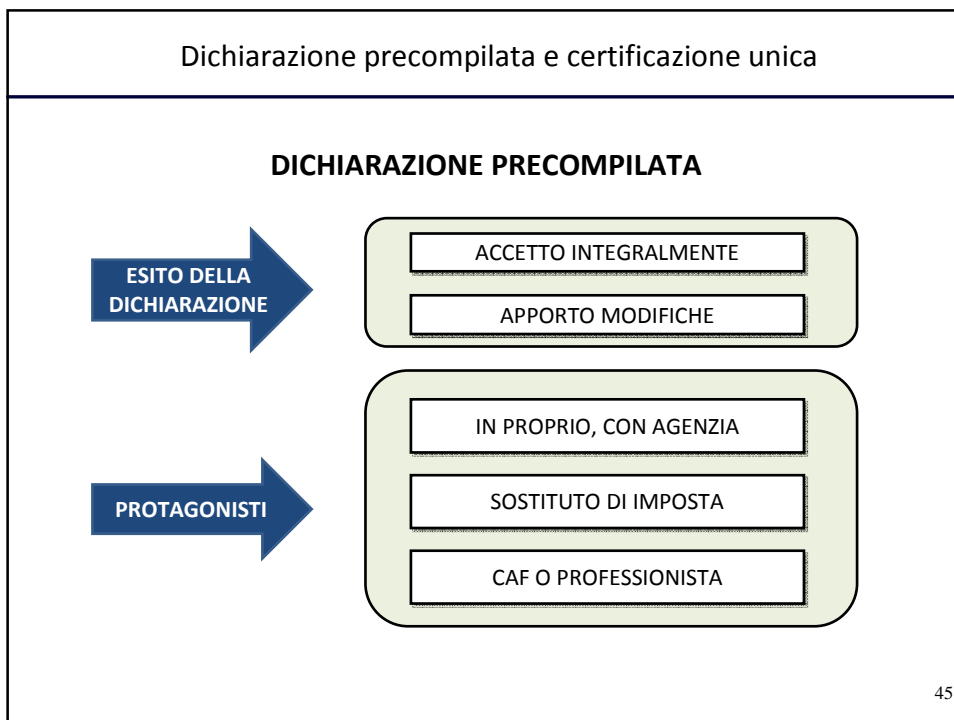 Dichiarazione precompilata e certificazione unica
DICHIARAZIONE PRECOMPILATA
ESITO DELLA
DICHIARAZIONE
ACCETTO INTEGRALMENTE
APPORTO MODIFICHE
PROTAGONISTI
IN PROPRIO, CON AGENZIA
SOSTITUTO DI IMPOSTA
CAF O PROFESSIONISTA
45